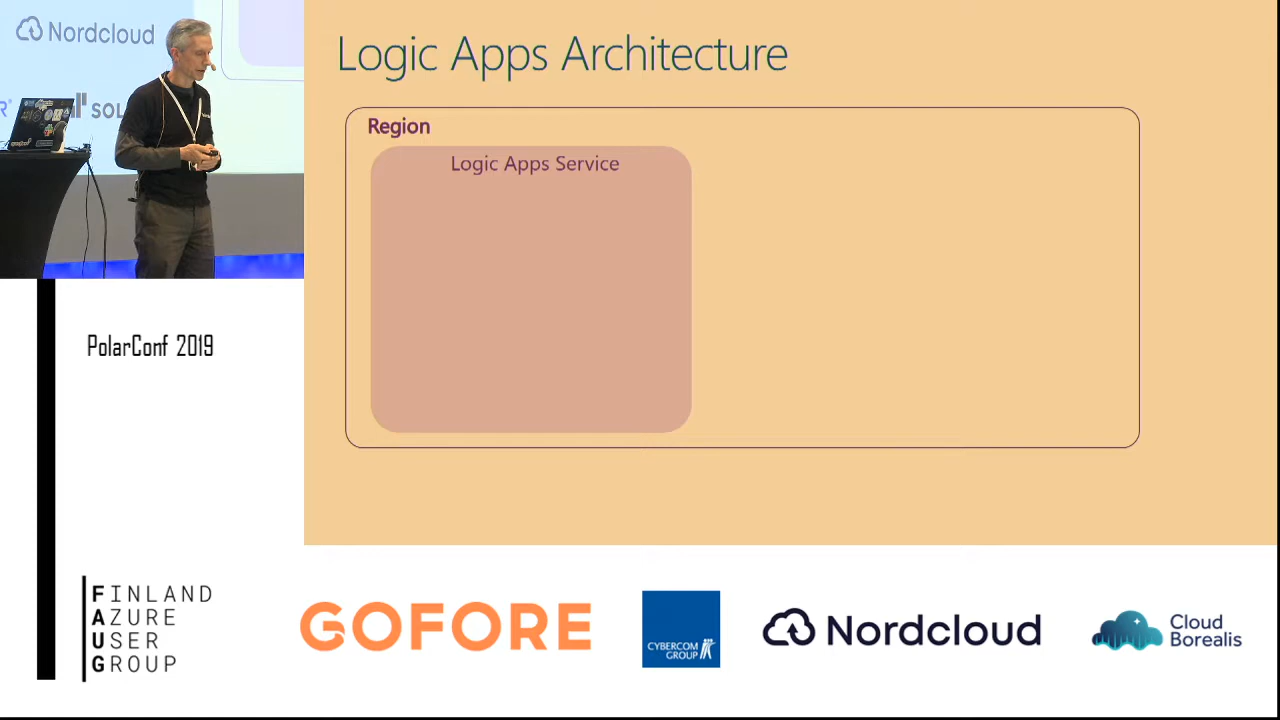 Nordcloud
SOL
Logic Apps Architecture
Region
Logic Apps Service
PolarConf 2019
FINLAND
AZURE
USER
GROUP
GOFORE
CYBERCOM
GROUP
Nordcloud
Cloud
Borealis